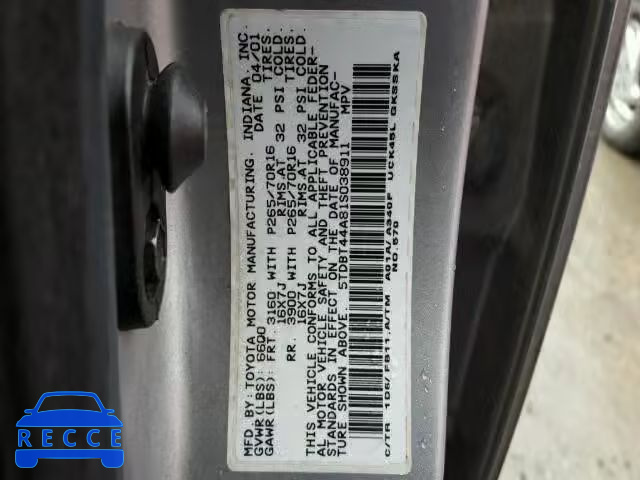 MFD.BY:TOYOTA MOTOR MANUFACTURING, INDIANA, INC.
GVWR(LBS): 6600 DATE 04/01
GAWR(LBS): FRT 3160 WITH P265/70R16 TIRES.
16X7J RIMS.AT 32 PSI COLD.
RR. 3900 WITH P265/70R16 TIRES.
16X7J RIMS.AT 32 PSI COLD.
THIS VEHICLE CONFORMS TO ALL APPLICABLE FEDER-
AL MOTOR VEHICLE SAFETY AND THEFT PREVENTION
STANDARDS IN EFFECT ON THE DATE OF MANUFAC-
TURE SHOWN ABOVE. 5TDBT44A81S038911 MPV
C/TR 1D6/FB11.A/TM A01A/A340F UCK45L GKSSKA
NO.570
RECCE